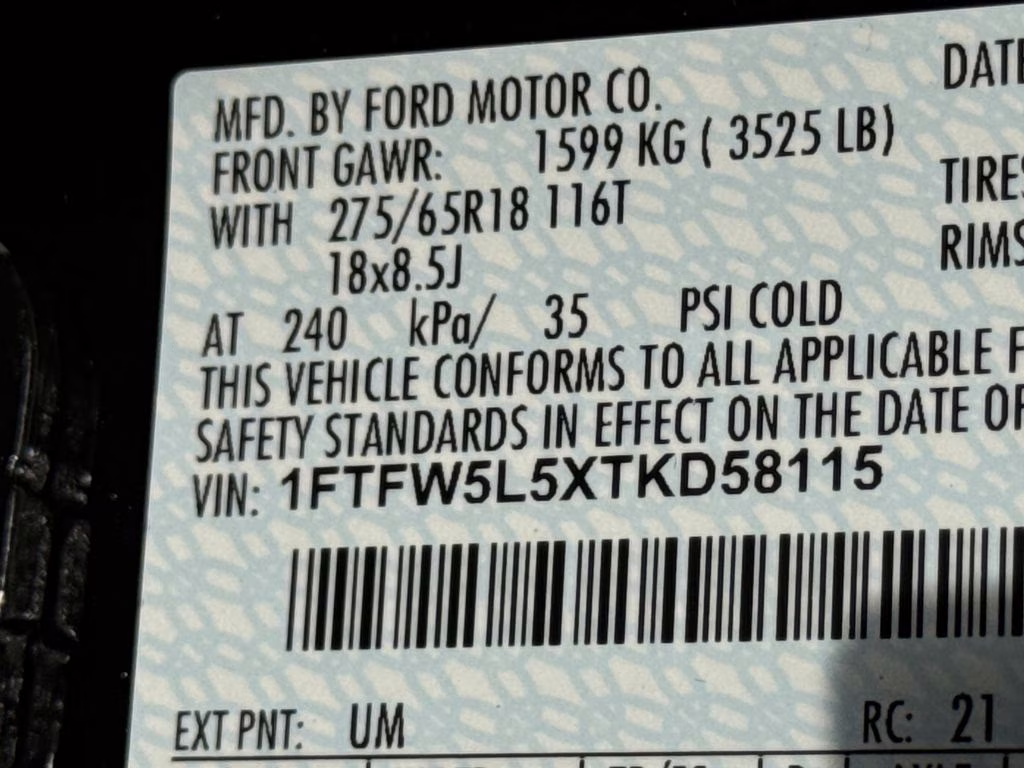 MFD. BY FORD MOTOR CO.
DATE
FRONT GAWR: 1599 KG ( 3525 LB)
WITH 275/65R18 116T
TIRES
18x8.5J
RIMS
AT 240 kPa/ 35 PSI COLD
THIS VEHICLE CONFORMS TO ALL APPLICABLE F
SAFETY STANDARDS IN EFFECT ON THE DATE OF
VIN: 1FTFW5L5XTKD58115
EXT PNT: UM RC: 21